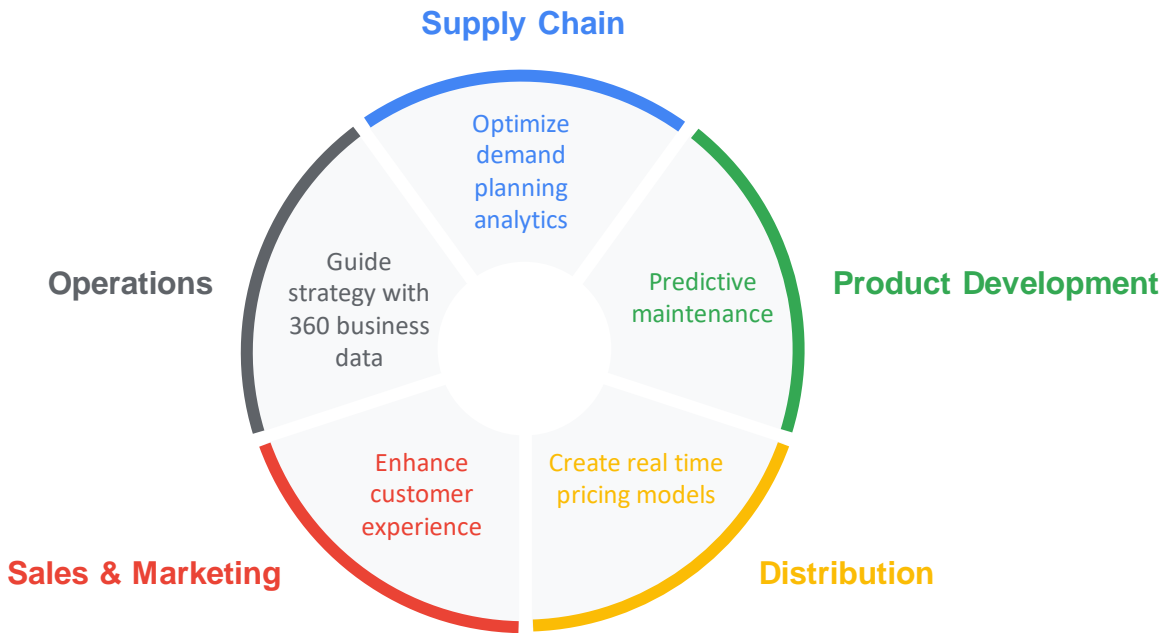 Supply Chain
Optimize
demand
planning
analytics
Operations
Guide
strategy with
360 business
data
Predictive
maintenance
Product Development
Enhance
customer
experience
Create real time
pricing models
Sales & Marketing
Distribution